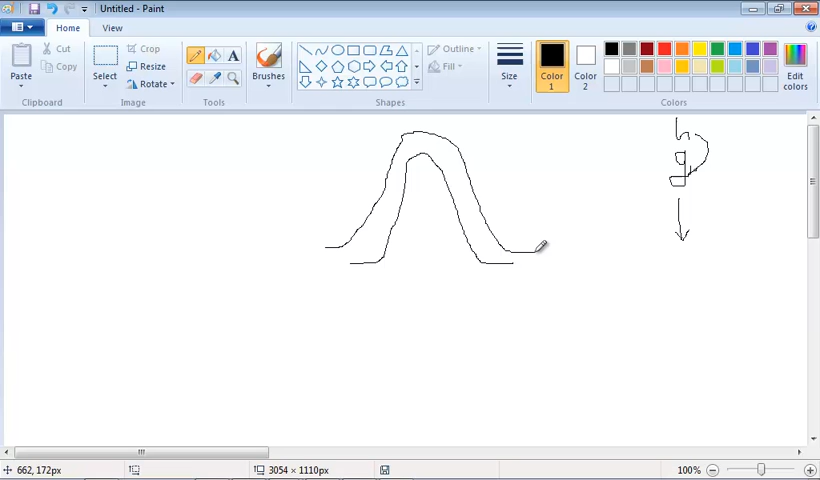 Untitled - Paint
Home
View
Paste
Cut
Copy
Clipboard
Select
Crop
Resize
Rotate
Image
Tools
Brushes
Shapes
Outline
Fill
Size
Color
1
Color
2
Edit
colors
Colors
h
g
662, 172px
3054 × 1110px
100%